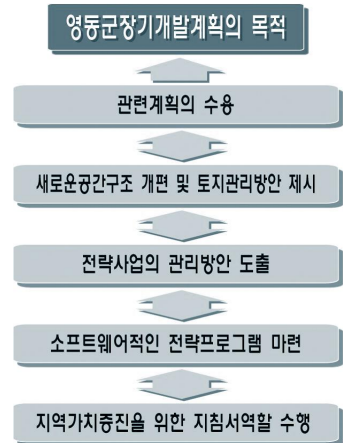 영동군장기개발계획의 목적
관련계획의 수용
새로운공간구조 개편 및 토지관리방안 제시
전략사업의 관리방안 도출
소프트웨어적인 전략프로그램 마련
지역가치증진을 위한 지침서역할 수행